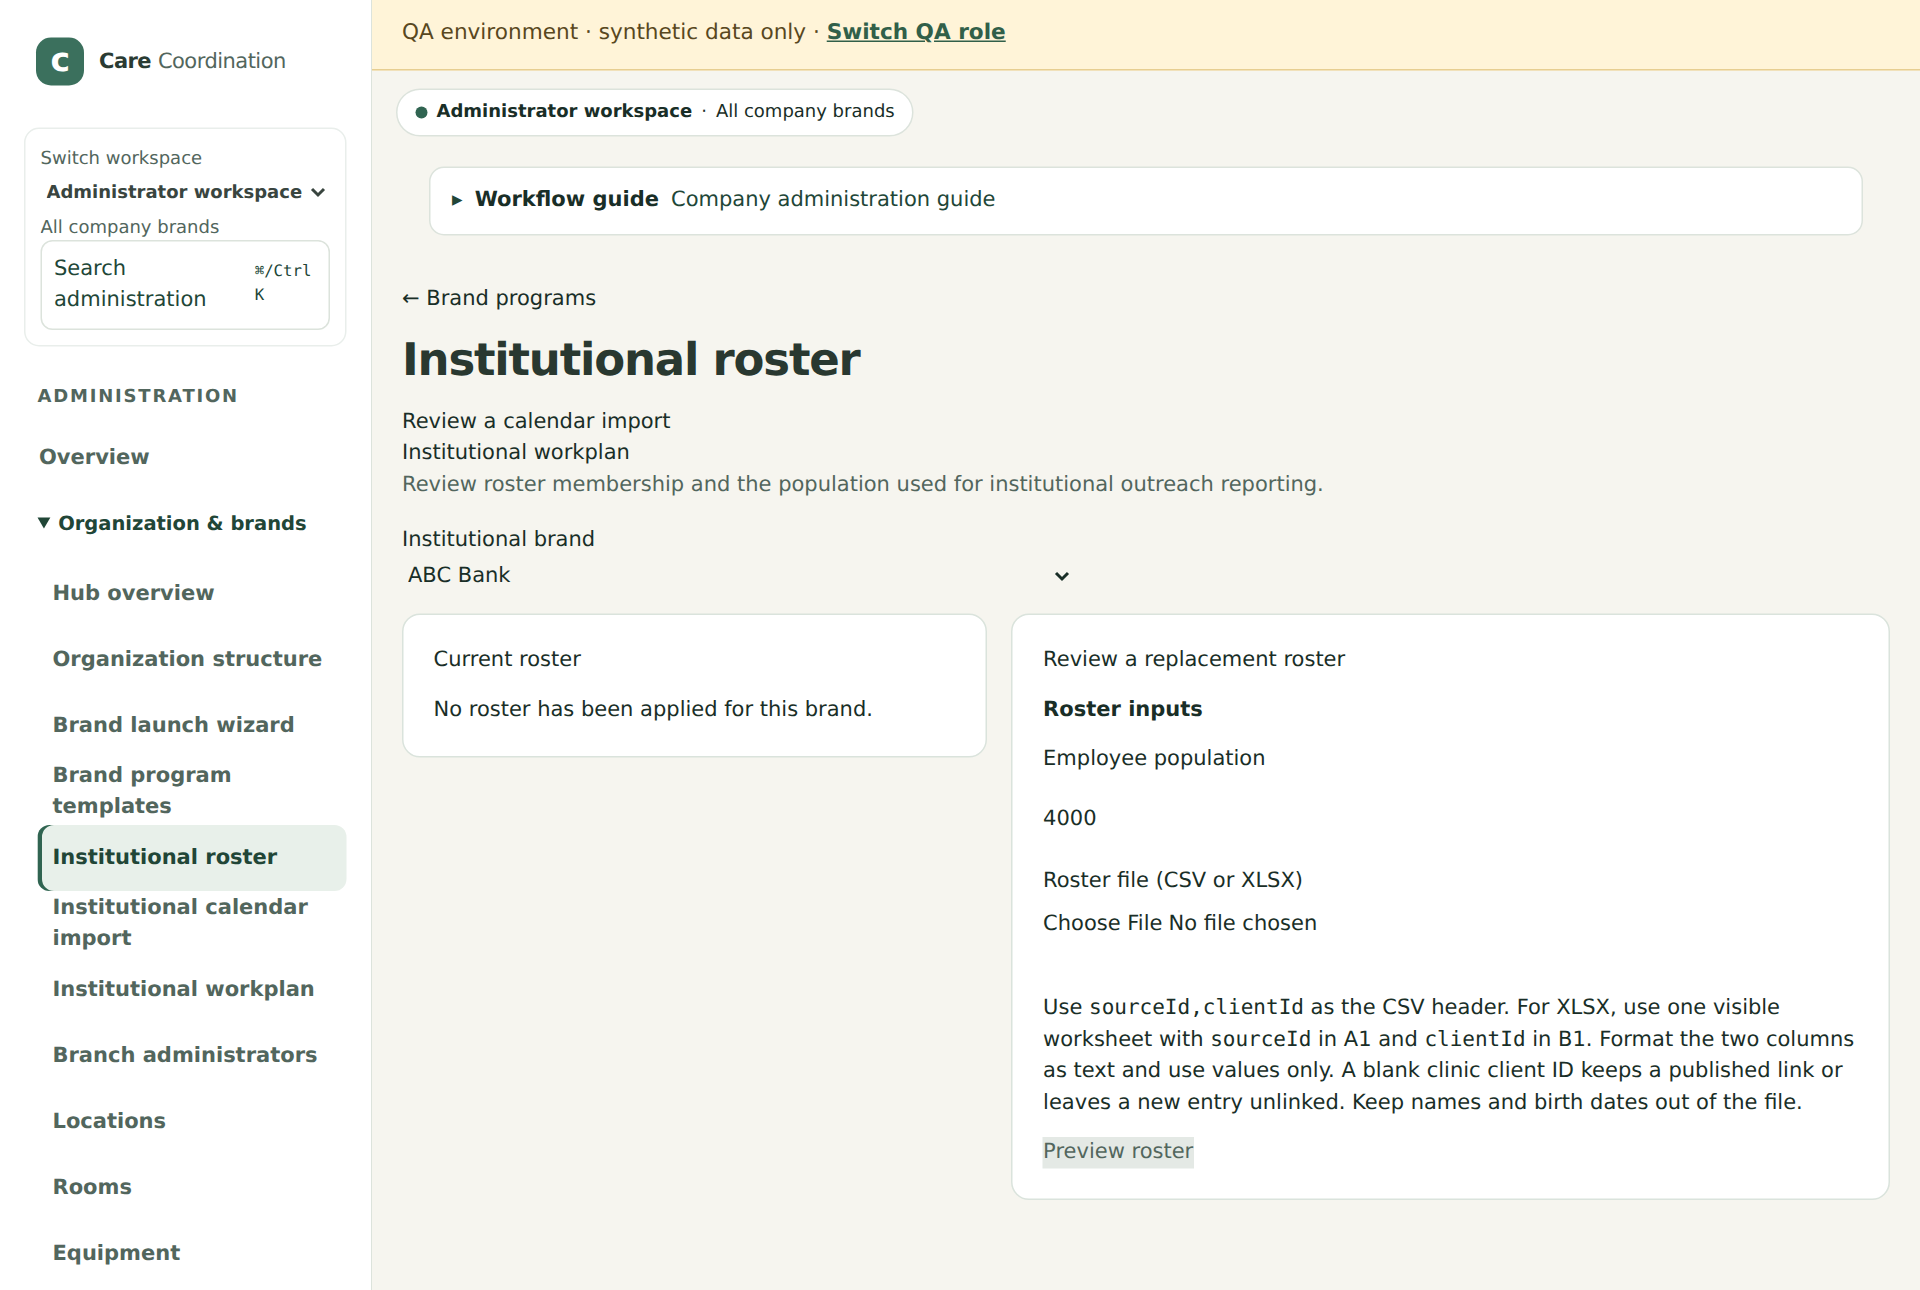 C Care Coordination
Switch workspace
Administrator workspace
All company brands
Search administration
⌘/Ctrl K
ADMINISTRATION
Overview
▼ Organization & brands
Hub overview
Organization structure
Brand launch wizard
Brand program
templates
Institutional roster
Institutional calendar
import
Institutional workplan
Branch administrators
Locations
Rooms
Equipment
QA environment · synthetic data only · Switch QA role
Administrator workspace · All company brands
▶ Workflow guide Company administration guide
← Brand programs
Institutional roster
Review a calendar import
Institutional workplan
Review roster membership and the population used for institutional outreach reporting.
Institutional brand
ABC Bank
Current roster
No roster has been applied for this brand.
Review a replacement roster
Roster inputs
Employee population
4000
Roster file (CSV or XLSX)
Choose File No file chosen
Use sourceId,clientId as the CSV header. For XLSX, use one visible
worksheet with sourceId in A1 and clientId in B1. Format the two columns
as text and use values only. A blank clinic client ID keeps a published link or
leaves a new entry unlinked. Keep names and birth dates out of the file.
Preview roster